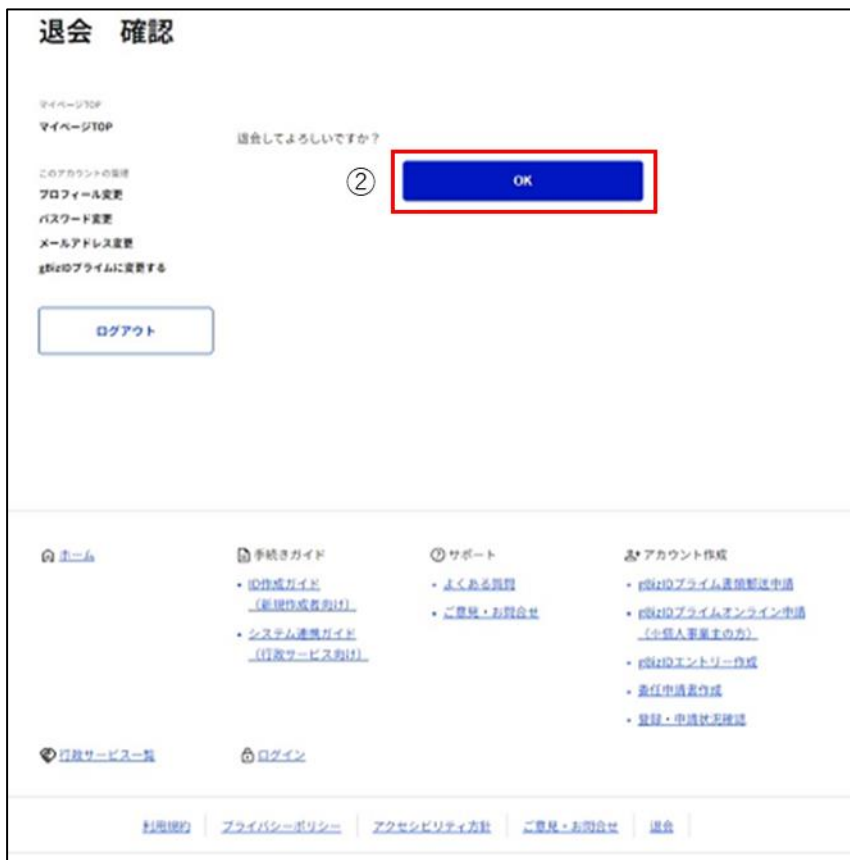 退会　確認
マイページTOP
マイページTOP
このアカウントの管理
プロフィール変更
パスワード変更
メールアドレス変更
gBizIDプライムに変更する
ログアウト
退会してよろしいですか？
②
OK
ホーム
手続きガイド
• ID作成ガイド
（新規作成者向け）
• システム連携ガイド
（行政サービス向け）
サポート
• よくある質問
• ご意見・お問合せ
アカウント作成
• gBizIDプライム書類郵送申請
• gBizIDプライムオンライン申請
（※個人事業主の方）
• gBizIDエントリー作成
• 委任申請書作成
• 登録・申請状況確認
行政サービス一覧
ログイン
利用規約
プライバシーポリシー
アクセシビリティ方針
ご意見・お問合せ
退会